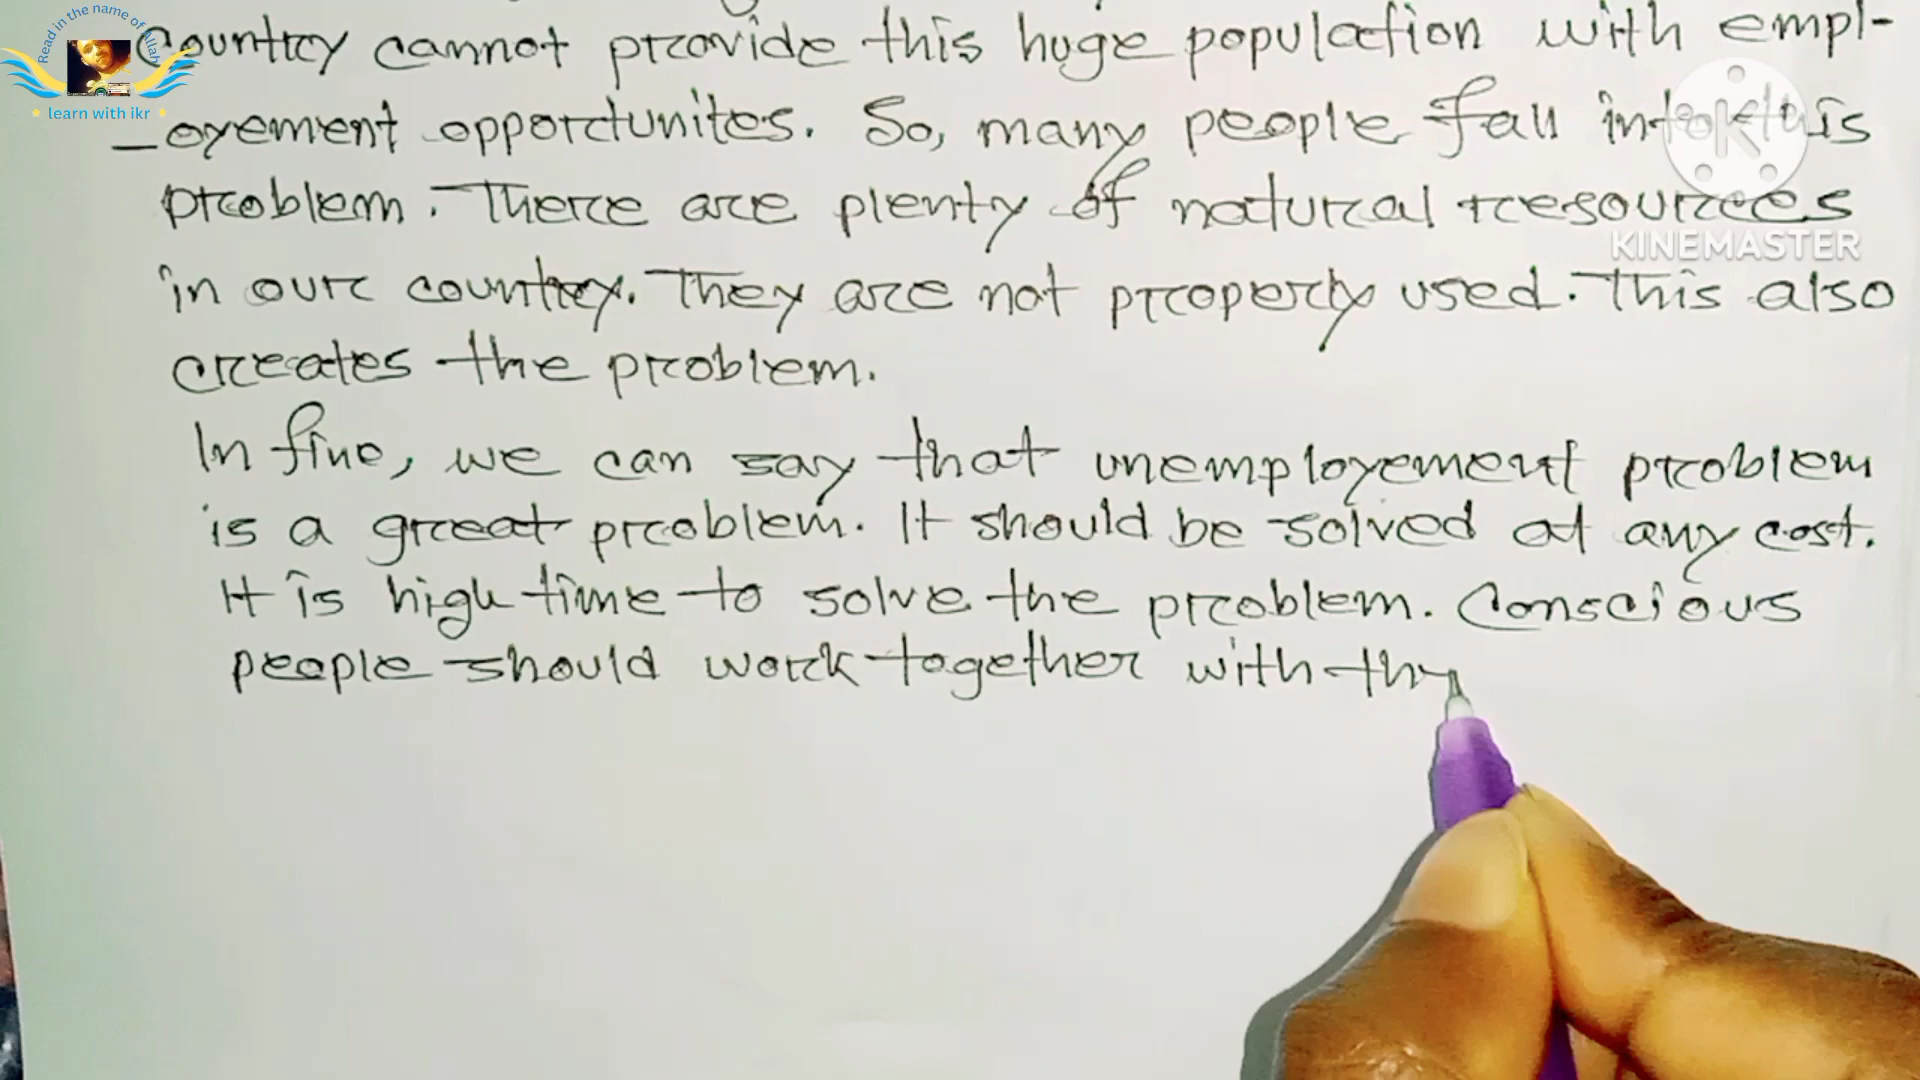 Read in the name of Allah
learn with ikr
country cannot provide this huge population with empl-
-oyement opportunites. So, many people fall into this
problem. There are plenty of natural resources
KINEMASTER
in our country. They are not properly used. This also
creates the problem.
In fine, we can say that unemployement problem
is a great problem. It should be solved at any cost.
It is high time to solve the problem. Conscious
people should work together with the